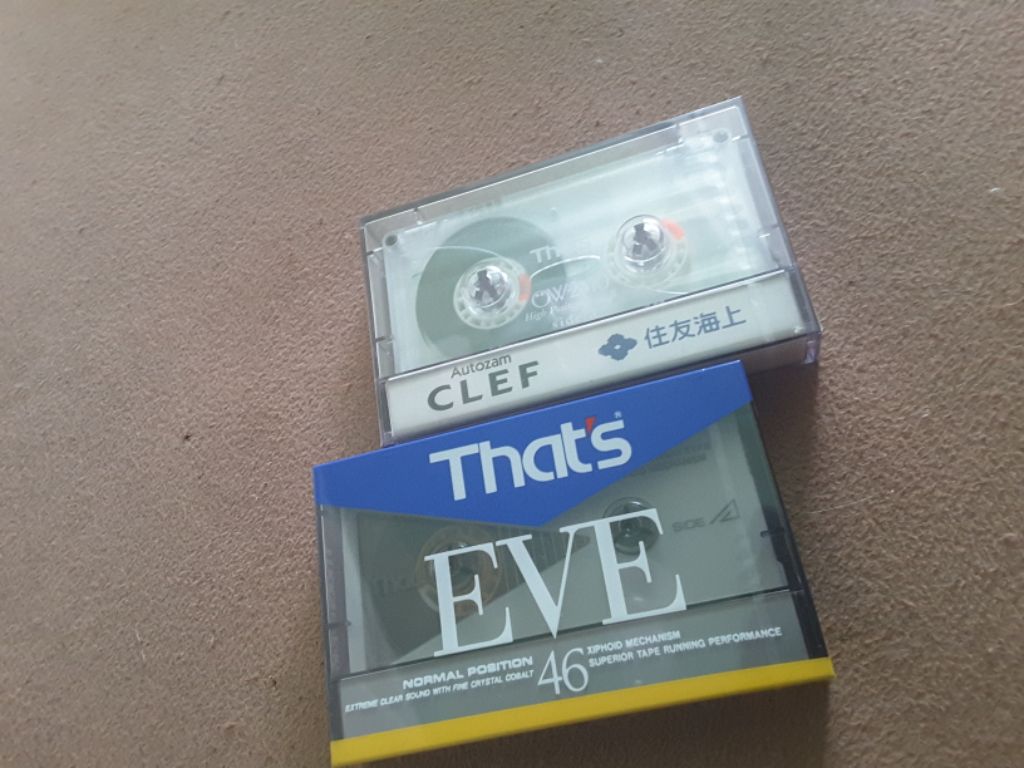 Autozam
CLEF
住友海上
That's
EVE
SIDE A
NORMAL POSITION
EXTREME CLEAR SOUND WITH FINE CRYSTAL COBALT
46
XIPHOID MECHANISM
SUPERIOR TAPE RUNNING PERFORMANCE